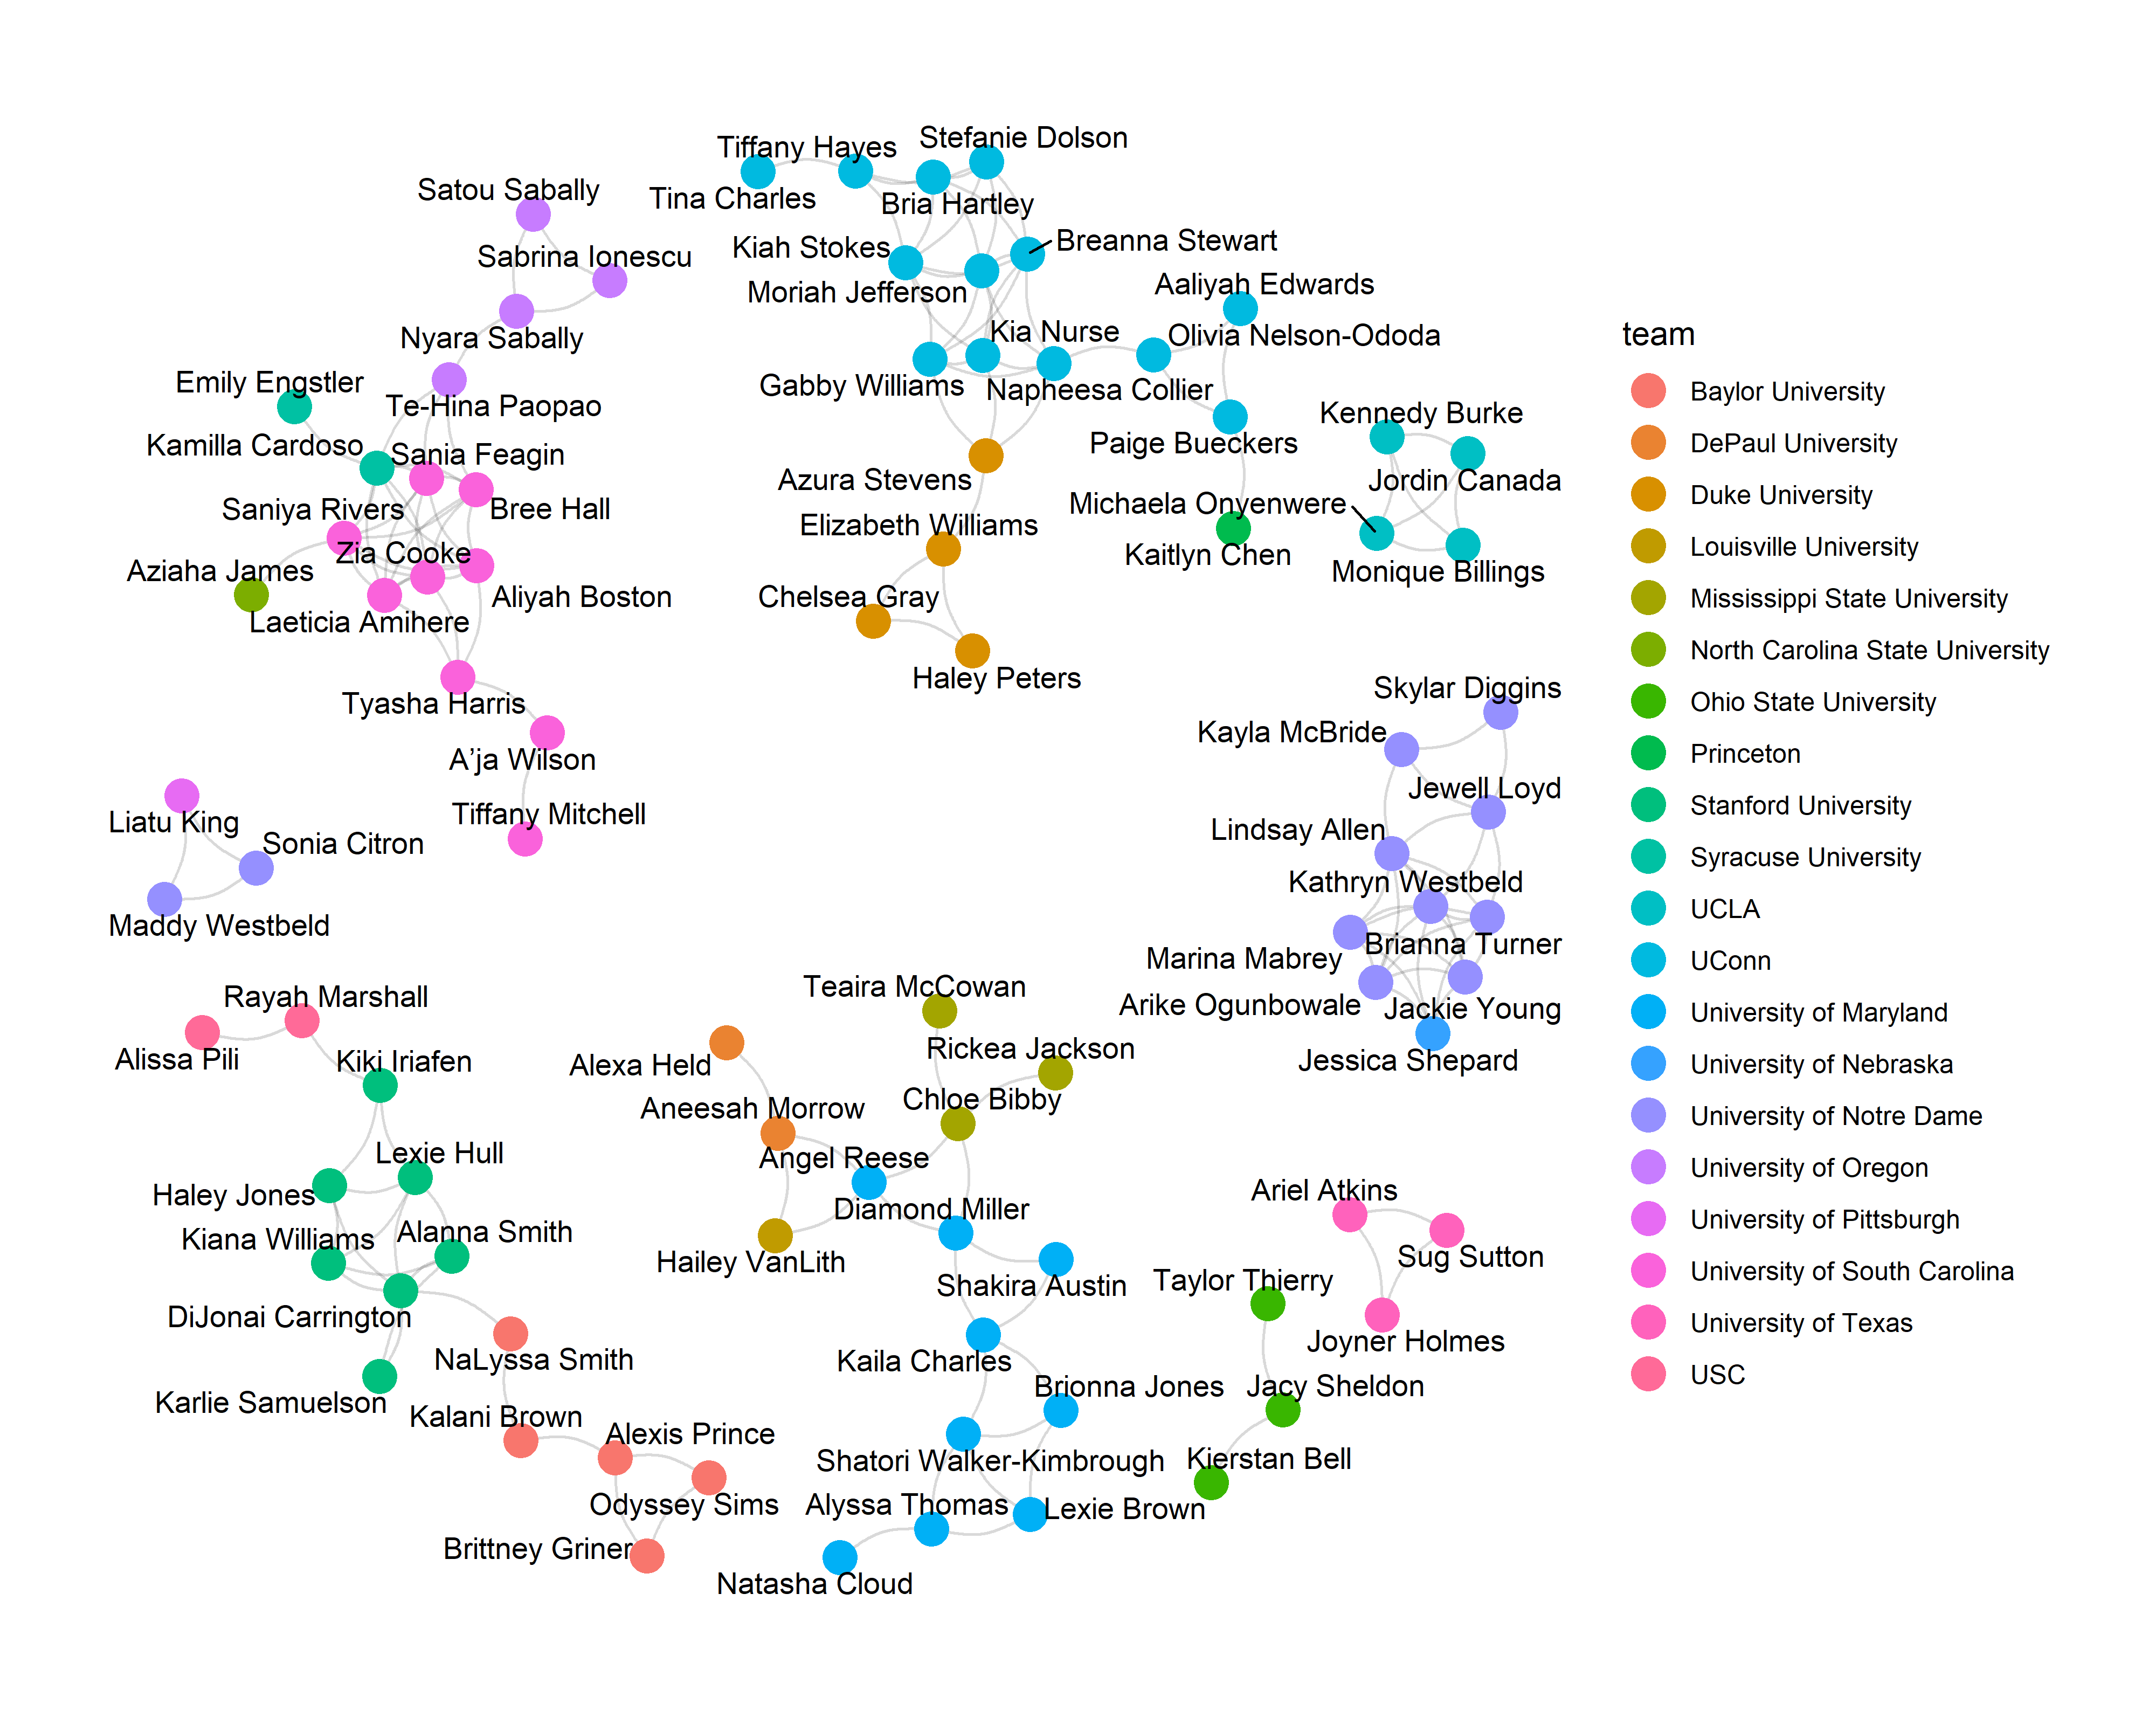 Stefanie Dolson
Tiffany Hayes
Tina Charles
Bria Hartley
Satou Sabally
Kiah Stokes
Breanna Stewart
Sabrina Ionescu
Moriah Jefferson
Aaliyah Edwards
Nyara Sabally
Kia Nurse
Olivia Nelson-Ododa
Emily Engstler
Gabby Williams
Napheesa Collier
Te-Hina Paopao
Kennedy Burke
Kamilla Cardoso
Sania Feagin
Paige Bueckers
Azura Stevens
Jordin Canada
Saniya Rivers
Bree Hall
Michaela Onyenwere
Elizabeth Williams
Zia Cooke
Kaitlyn Chen
Aziaha James
Monique Billings
Aliyah Boston
Chelsea Gray
Laeticia Amihere
Haley Peters
Skylar Diggins
Tyasha Harris
Kayla McBride
A’ja Wilson
Jewell Loyd
Tiffany Mitchell
Liatu King
Lindsay Allen
Sonia Citron
Kathryn Westbeld
Maddy Westbeld
Brianna Turner
Marina Mabrey
Teaira McCowan
Rayah Marshall
Arike Ogunbowale
Jackie Young
Rickea Jackson
Alissa Pili
Kiki Iriafen
Alexa Held
Jessica Shepard
Chloe Bibby
Aneesah Morrow
Lexie Hull
Angel Reese
Haley Jones
Ariel Atkins
Diamond Miller
Kiana Williams
Alanna Smith
Hailey VanLith
Sug Sutton
Shakira Austin
Taylor Thierry
DiJonai Carrington
Joyner Holmes
NaLyssa Smith
Kaila Charles
Brionna Jones
Jacy Sheldon
Karlie Samuelson
Kalani Brown
Alexis Prince
Shatori Walker-Kimbrough
Kierstan Bell
Odyssey Sims
Alyssa Thomas
Lexie Brown
Brittney Griner
Natasha Cloud
team
Baylor University
DePaul University
Duke University
Louisville University
Mississippi State University
North Carolina State University
Ohio State University
Princeton
Stanford University
Syracuse University
UCLA
UConn
University of Maryland
University of Nebraska
University of Notre Dame
University of Oregon
University of Pittsburgh
University of South Carolina
University of Texas
USC